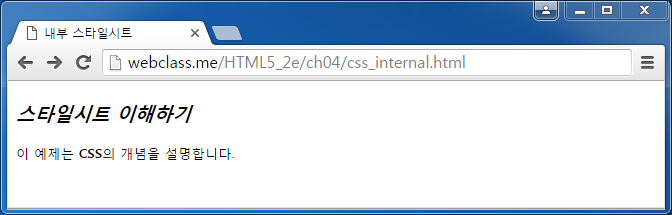 내부 스타일시트
webclass.me/HTML5_2e/ch04/css_internal.html
스타일시트 이해하기
이 예제는 CSS의 개념을 설명합니다.